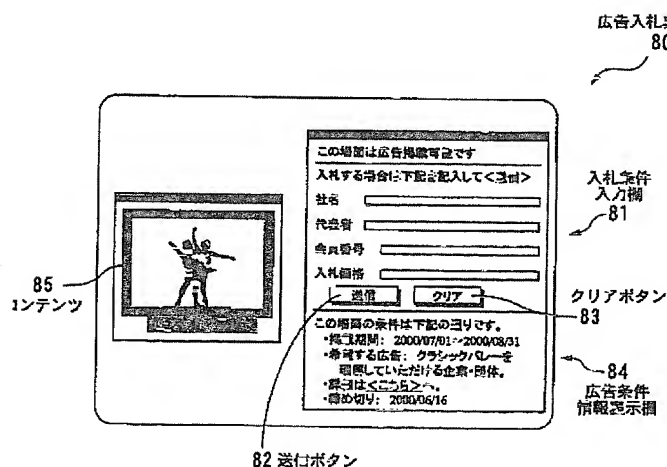 広告入札
80
この場面は広告掲載可能です
入札する場合は下記を記入して<送信>
社名
代表者
会員番号
入札価格
送信 クリア
この場面の条件は下記の通りです。
・掲載期間: 2000/07/01~2000/08/31
・希望する広告: クラシックバレーを
理解していただける企業・団体。
・詳細は<こちら>へ。
・締め切り: 2000/06/16
入札条件
入力欄
81
クリアボタン
83
84
広告条件
情報表示欄
85
コンテンツ
82 送信ボタン